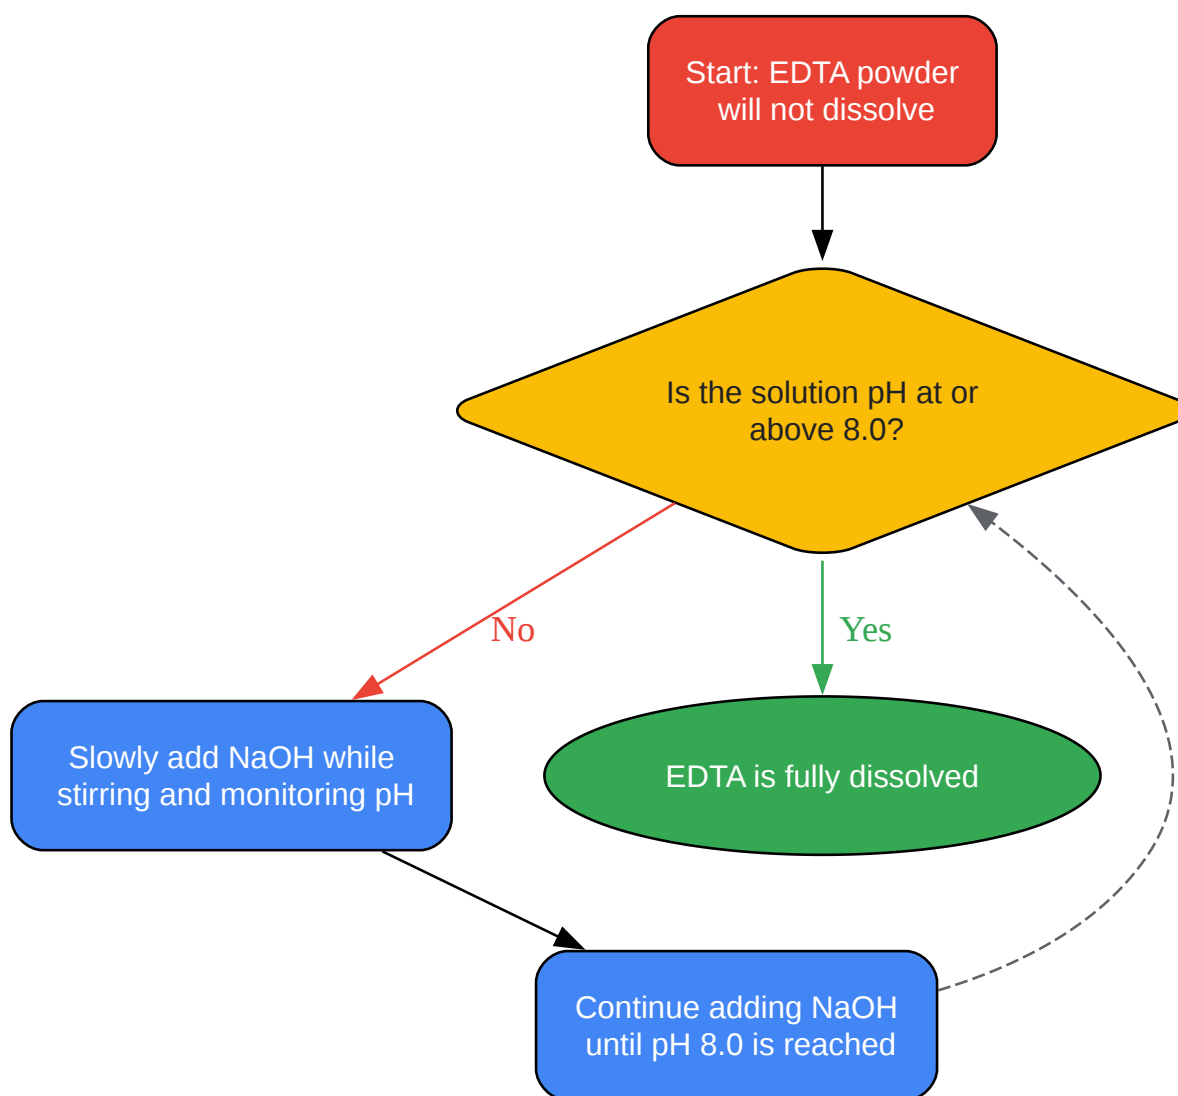 Start: EDTA powder
will not dissolve
Is the solution pH at or
above 8.0?
No
Yes
Slowly add NaOH while
stirring and monitoring pH
EDTA is fully dissolved
Continue adding NaOH
until pH 8.0 is reached